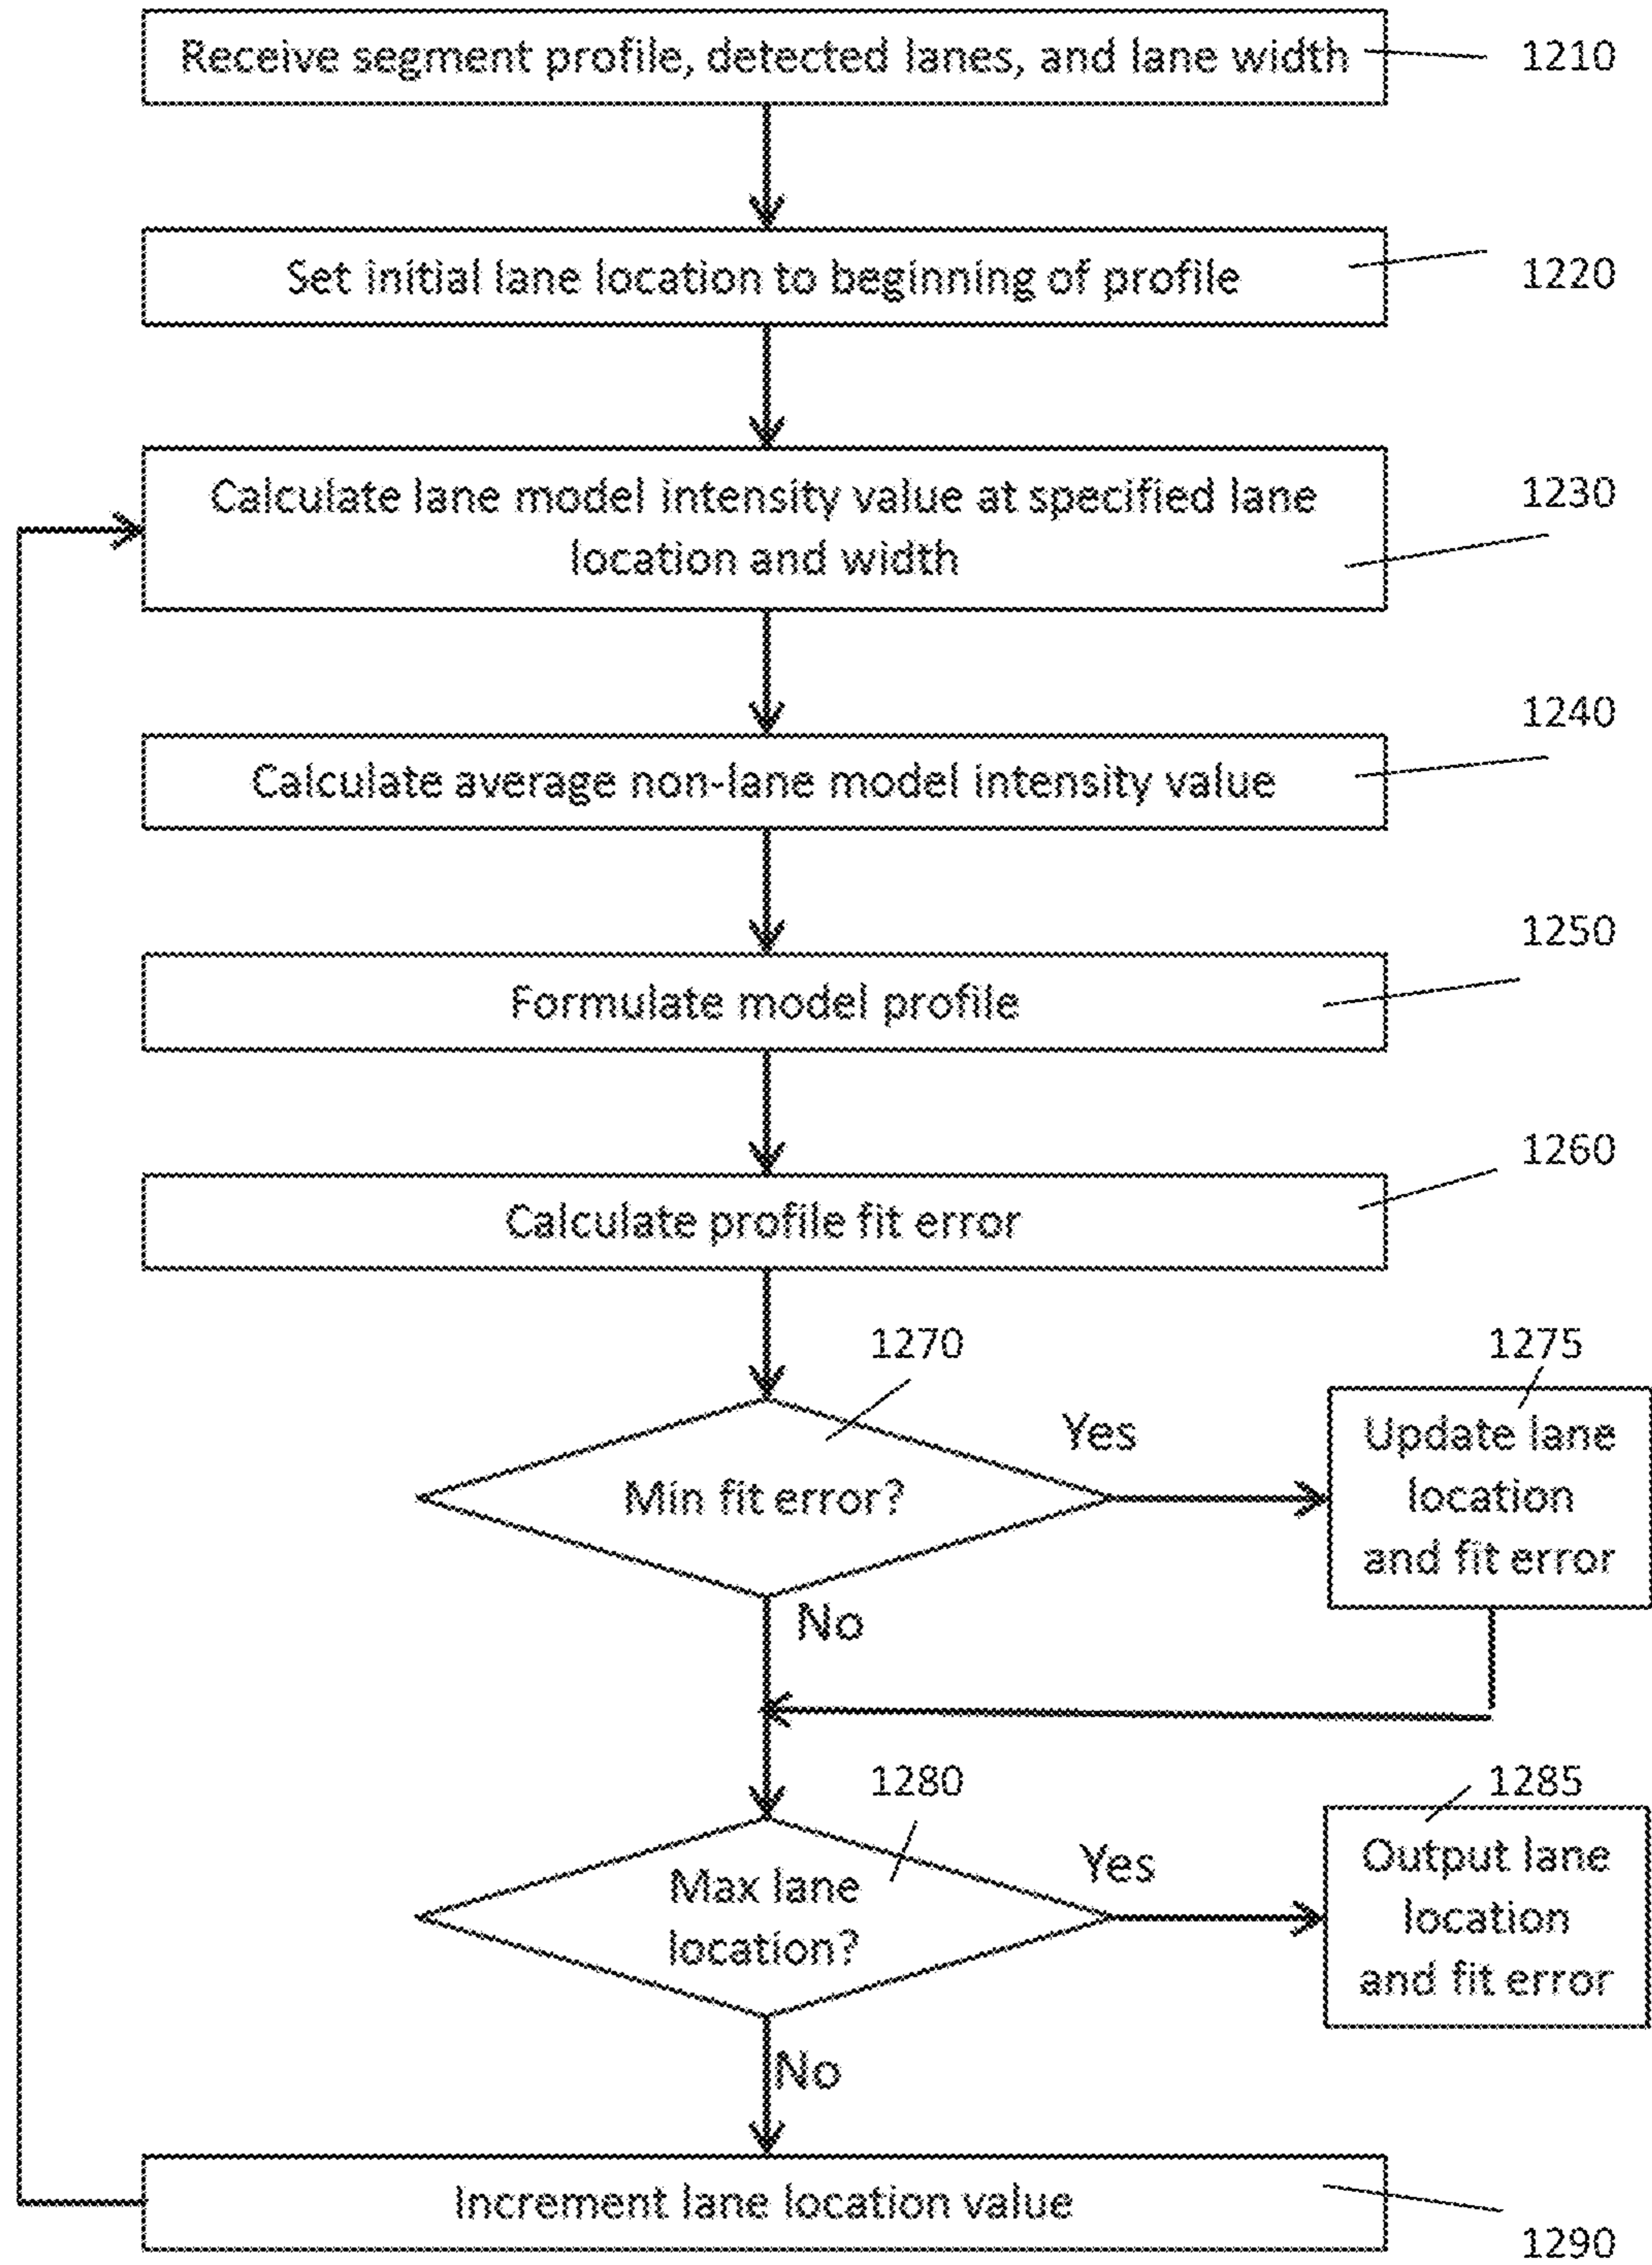 Receive segment profile, detected lanes, and lane width
1210
Set initial lane location to beginning of profile
1220
Calculate lane model intensity value at specified lane
location and width
1230
Calculate average non-lane model intensity value
1240
Formulate model profile
1250
Calculate profile fit error
1260
Min fit error?
1270
Yes
No
1275
Update lane
location
and fit error
Max lane
location?
1280
Yes
No
1285
Output lane
location
and fit error
Increment lane location value
1290